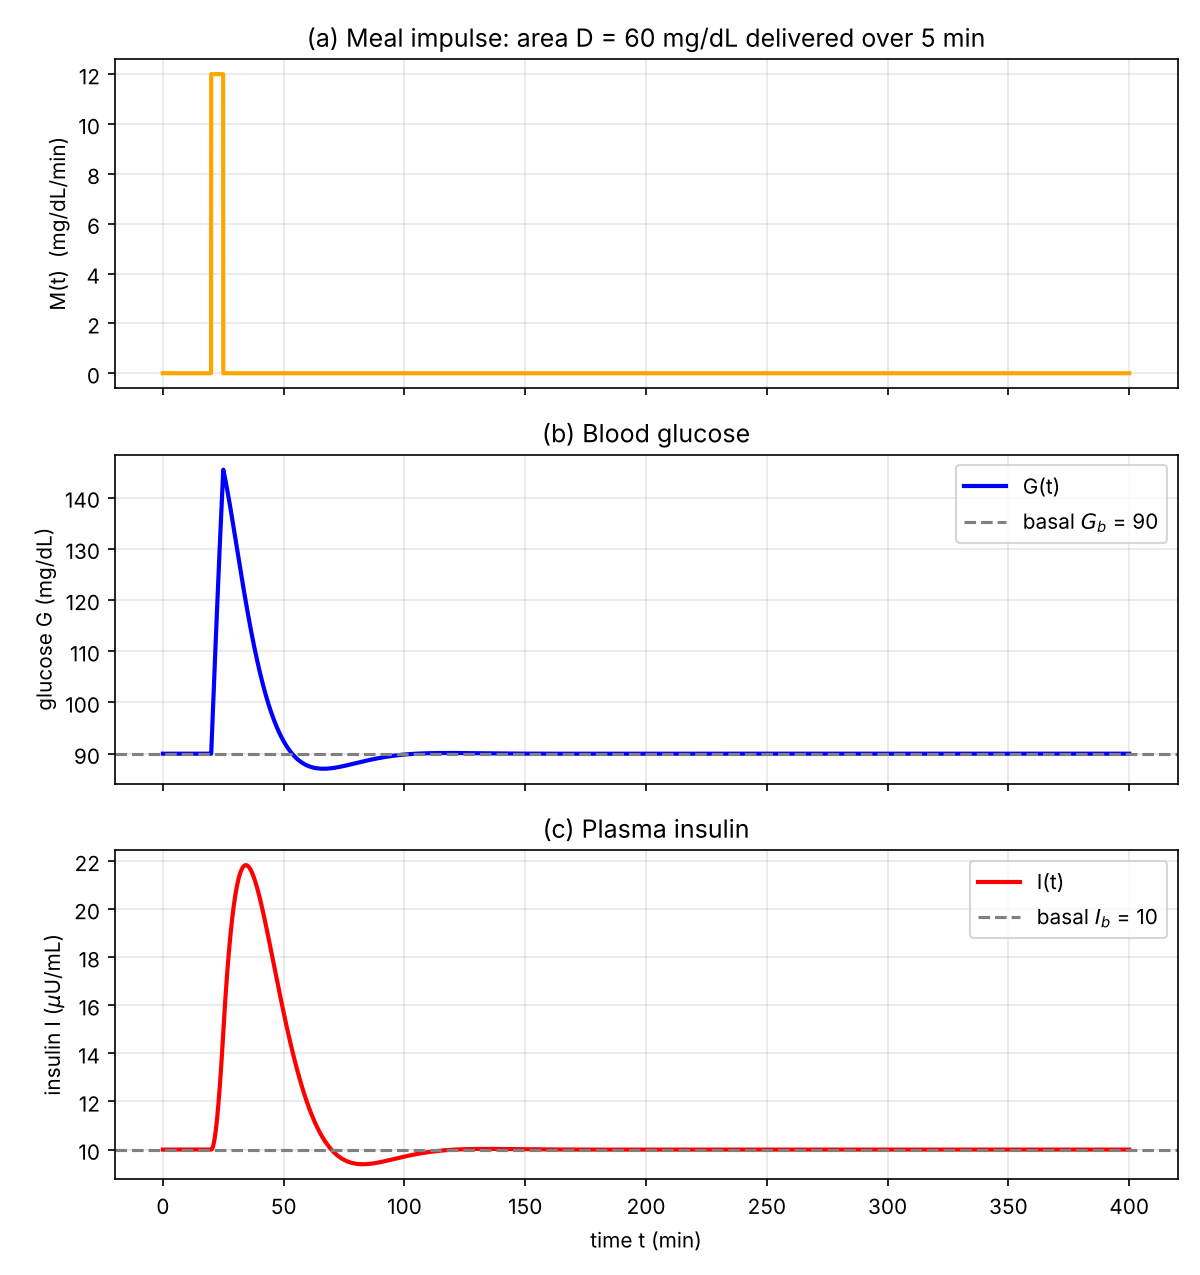 (a) Meal impulse: area D = 60 mg/dL delivered over 5 min
M(t) (mg/dL/min)
12
10
8
6
4
2
0
(b) Blood glucose
glucose G (mg/dL)
140
130
120
110
100
90
G(t)
basal G_b = 90
(c) Plasma insulin
insulin I (μU/mL)
22
20
18
16
14
12
10
I(t)
basal I_b = 10
0 50 100 150 200 250 300 350 400
time t (min)